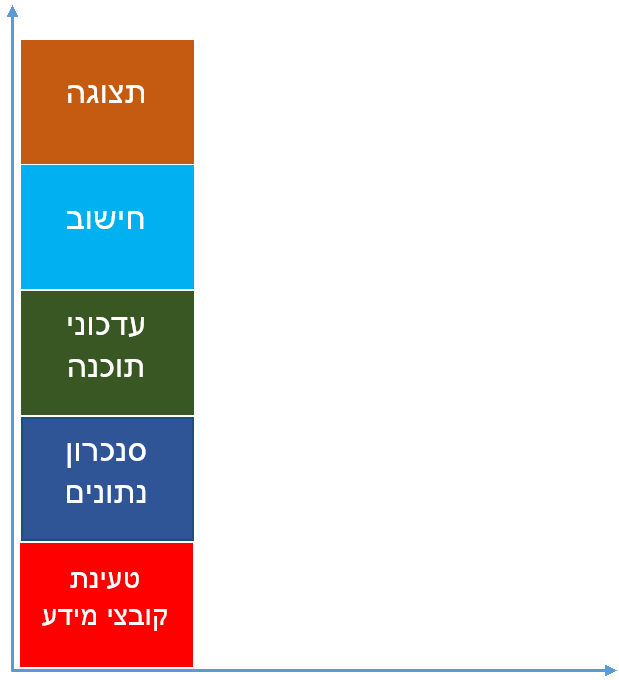 תצוגה
חישוב
עדכוני
תוכנה
סנכרון
נתונים
טעינת
קובצי מידע